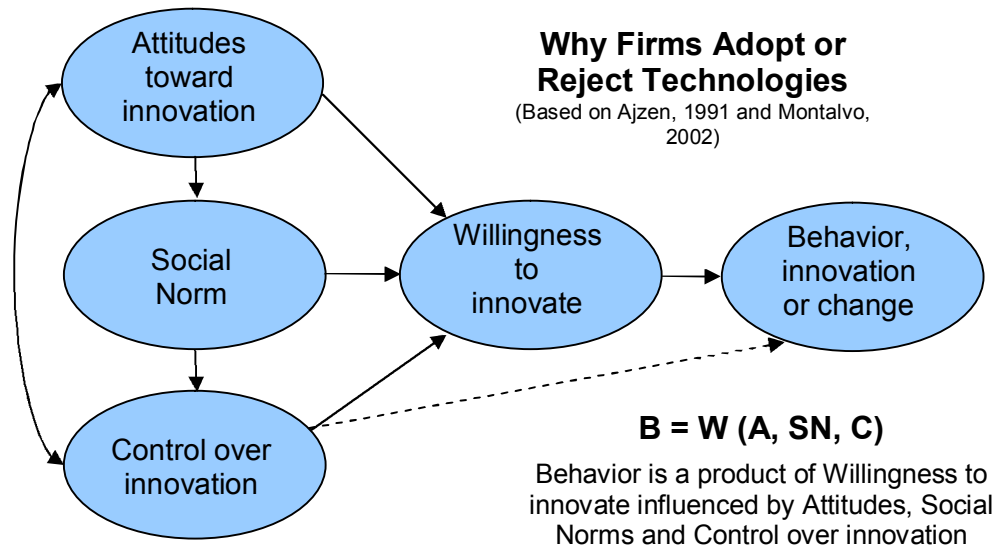 Attitudes
toward
innovation
Why Firms Adopt or
Reject Technologies
(Based on Ajzen, 1991 and Montalvo,
2002)
Social
Norm
Willingness
to
innovate
Behavior,
innovation
or change
Control over
innovation
B = W (A, SN, C)
Behavior is a product of Willingness to
innovate influenced by Attitudes, Social
Norms and Control over innovation